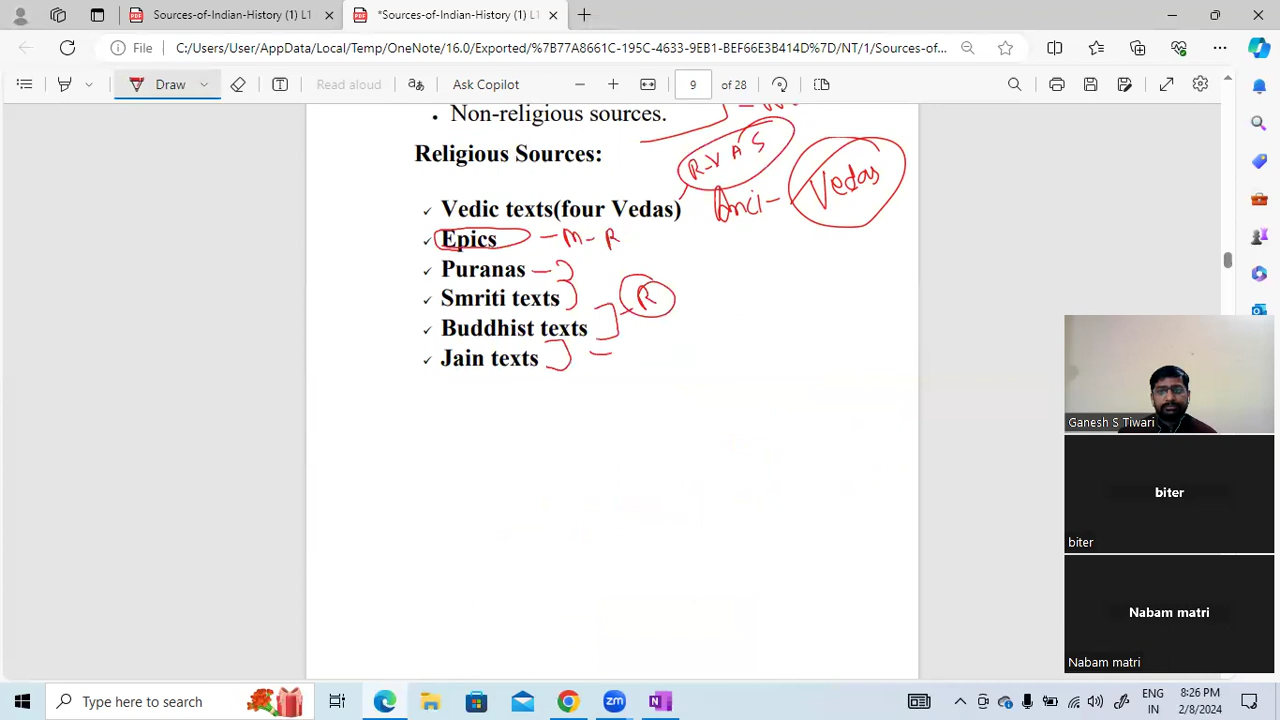 Sources-of-Indian-History (1) L1
*Sources-of-Indian-History (1) L1
File
C:/Users/User/AppData/Local/Temp/OneNote/16.0/Exported/%7B77A8661C-195C-4633-9EB1-BEF66E3B414D%7D/NT/1/Sources-of...
Draw
Read aloud
aあ
Ask Copilot
9 of 28
• Non-religious sources.
Religious Sources:
R-V A S
✓ Vedic texts(four Vedas)
Anci - Vedas
✓ Epics - M - R
✓ Puranas
✓ Smriti texts
R
✓ Buddhist texts
✓ Jain texts
Ganesh S Tiwari
biter
biter
Nabam matri
Nabam matri
Type here to search
zm
N
ENG
IN
8:26 PM
2/8/2024